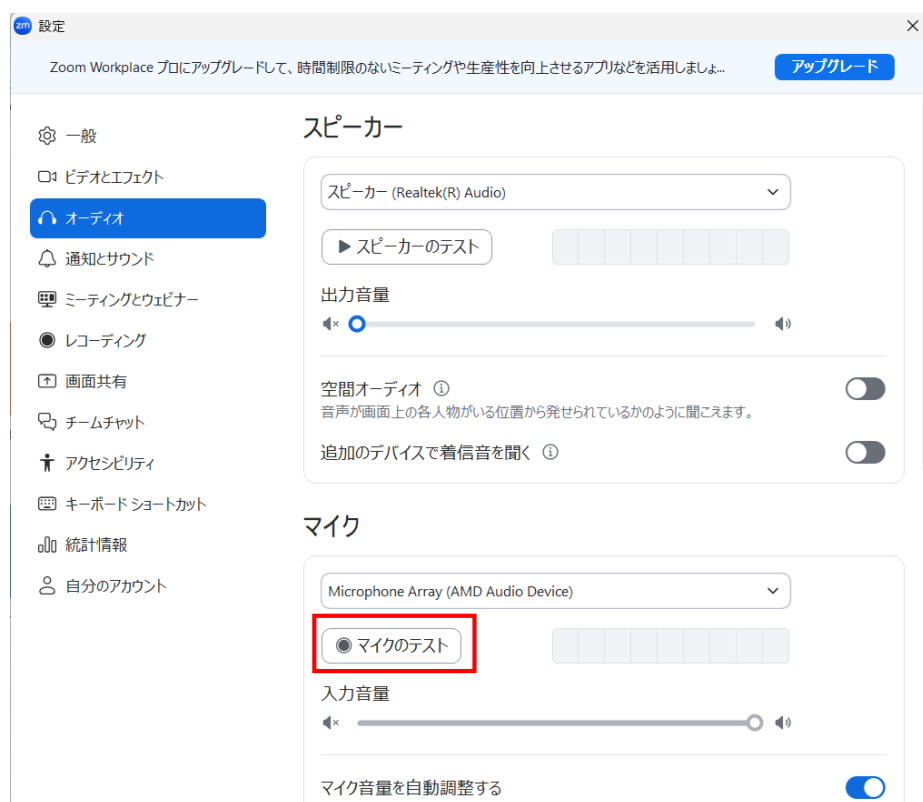 zm 設定
Zoom Workplace プロにアップグレードして、時間制限のないミーティングや生産性を向上させるアプリなどを活用しましょ...
アップグレード
一般
ビデオとエフェクト
オーディオ
通知とサウンド
ミーティングとウェビナー
レコーディング
画面共有
チームチャット
アクセシビリティ
キーボード ショートカット
統計情報
自分のアカウント
スピーカー
スピーカー (Realtek(R) Audio)
スピーカーのテスト
出力音量
空間オーディオ
音声が画面上の各人物がいる位置から発せられているかのように聞こえます。
追加のデバイスで着信音を聞く
マイク
Microphone Array (AMD Audio Device)
マイクのテスト
入力音量
マイク音量を自動調整する